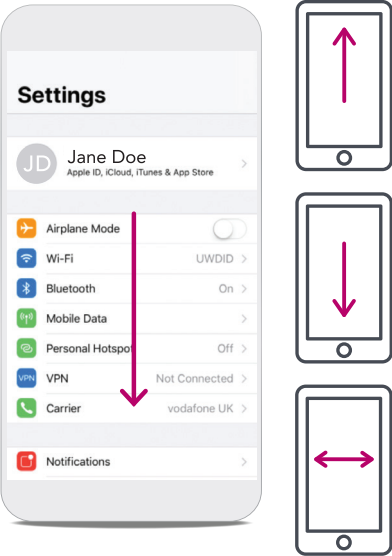 Settings
JD
Jane Doe
Apple ID, iCloud, iTunes & App Store
Airplane Mode
Wi-Fi UWDID
Bluetooth On
Mobile Data
Personal Hotspot Off
VPN VPN Not Connected
Carrier vodafone UK
Notifications